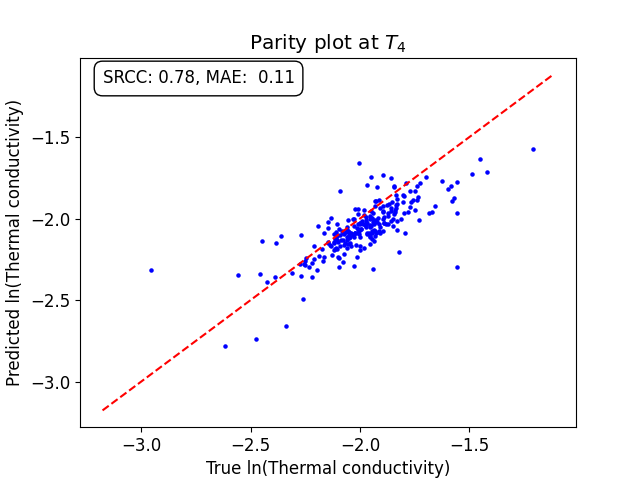 Parity plot at T4
SRCC: 0.78, MAE:  0.11
Predicted ln(Thermal conductivity)
−1.5
−2.0
−2.5
−3.0
−3.0 −2.5 −2.0 −1.5
True ln(Thermal conductivity)